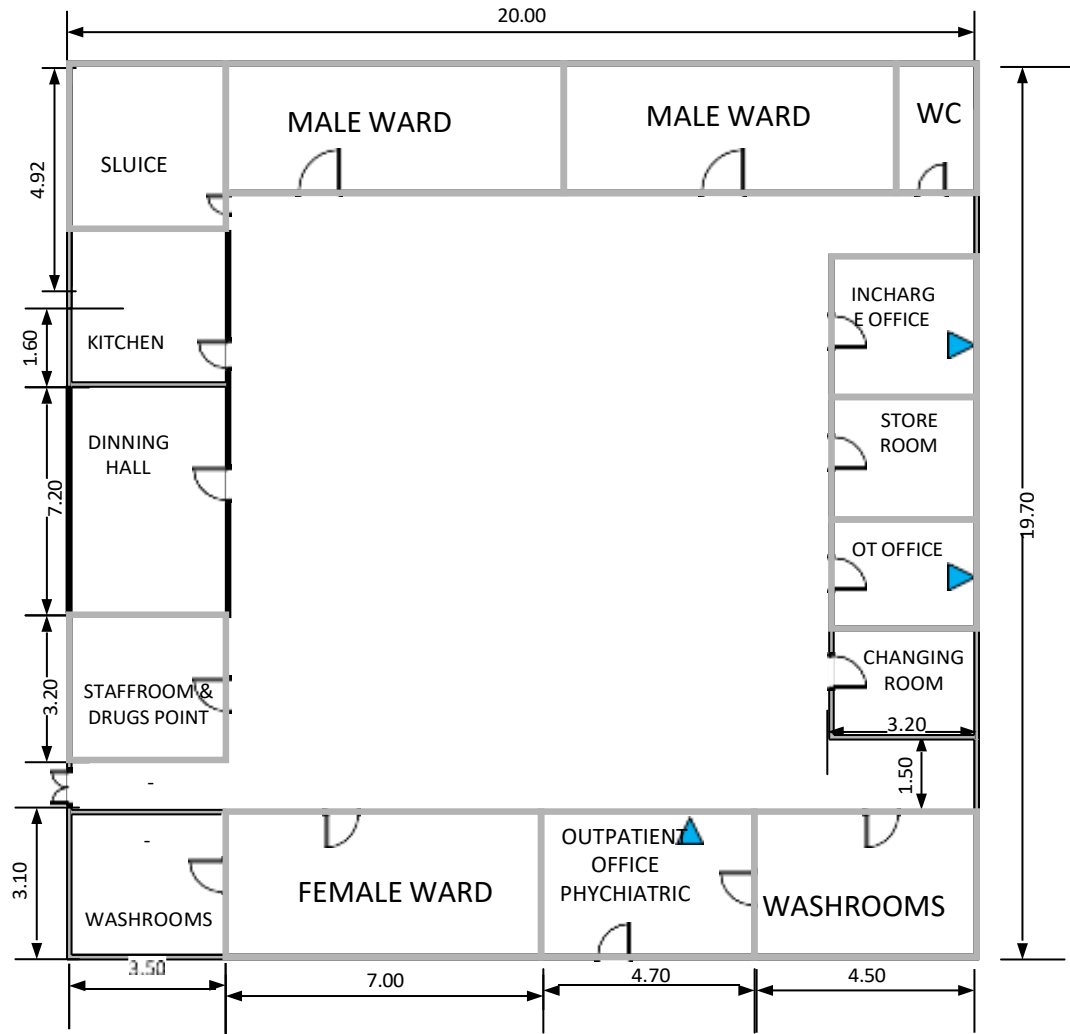 20.00
MALE WARD
MALE WARD
WC
SLUICE
4.92
INCHARG
E OFFICE
KITCHEN
1.60
STORE
ROOM
DINNING
HALL
7.20
19.70
OT OFFICE
CHANGING
ROOM
STAFFROOM &
DRUGS POINT
3.20
3.20
1.50
-
-
OUTPATIENT
OFFICE
PHYCHIATRIC
3.10
FEMALE WARD
WASHROOMS
WASHROOMS
3.50
7.00
4.70
4.50